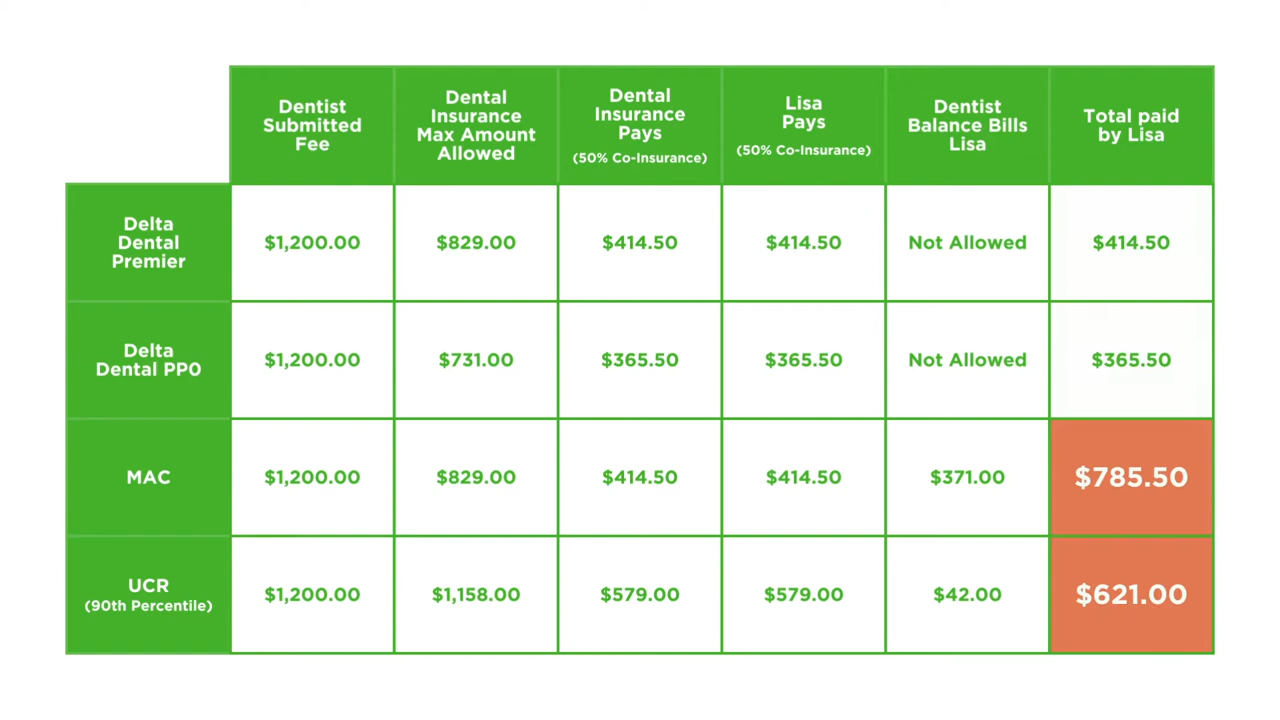 Dentist
Submitted
Fee
Dental
Insurance
Max Amount
Allowed
Dental
Insurance
Pays
(50% Co-Insurance)
Lisa
Pays
(50% Co-Insurance)
Dentist
Balance Bills
Lisa
Total paid
by Lisa
Delta
Dental
Premier
$1,200.00
$829.00
$414.50
$414.50
Not Allowed
$414.50
Delta
Dental PPO
$1,200.00
$731.00
$365.50
$365.50
Not Allowed
$365.50
MAC
$1,200.00
$829.00
$414.50
$414.50
$371.00
$785.50
UCR
(90th Percentile)
$1,200.00
$1,158.00
$579.00
$579.00
$42.00
$621.00